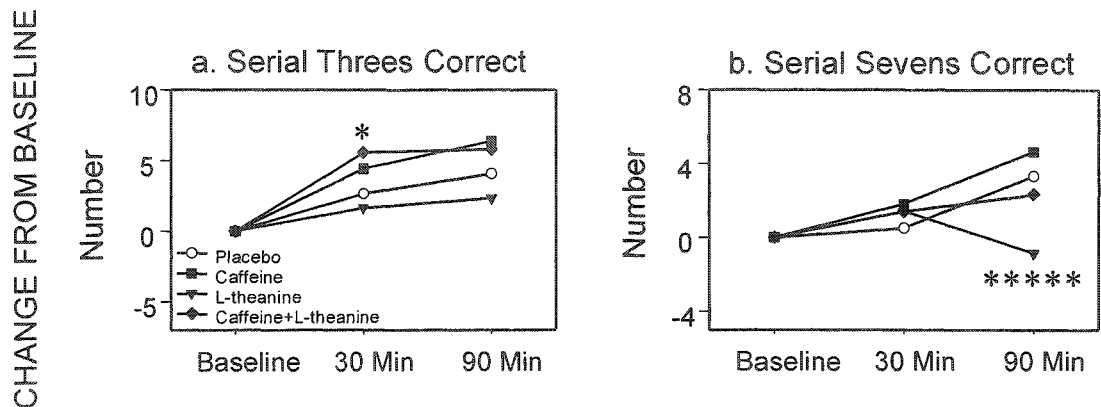 CHANGE FROM BASELINE
a. Serial Threes Correct
Number
10
5
0
-5
*
Placebo
Caffeine
L-theanine
Caffeine+L-theanine
Baseline 30 Min 90 Min
b. Serial Sevens Correct
Number
8
4
0
-4
*****
Baseline 30 Min 90 Min